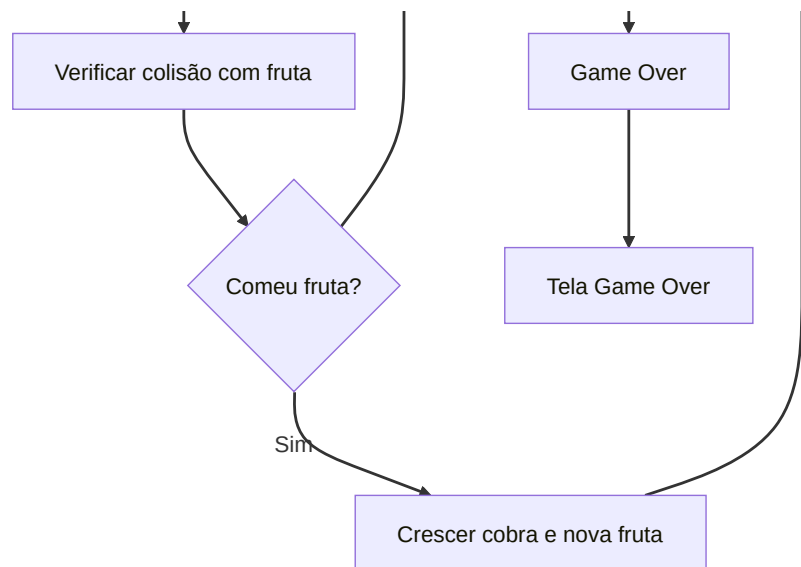 Verificar colisão com fruta
Game Over
Comeu fruta?
Tela Game Over
Sim
Crescer cobra e nova fruta